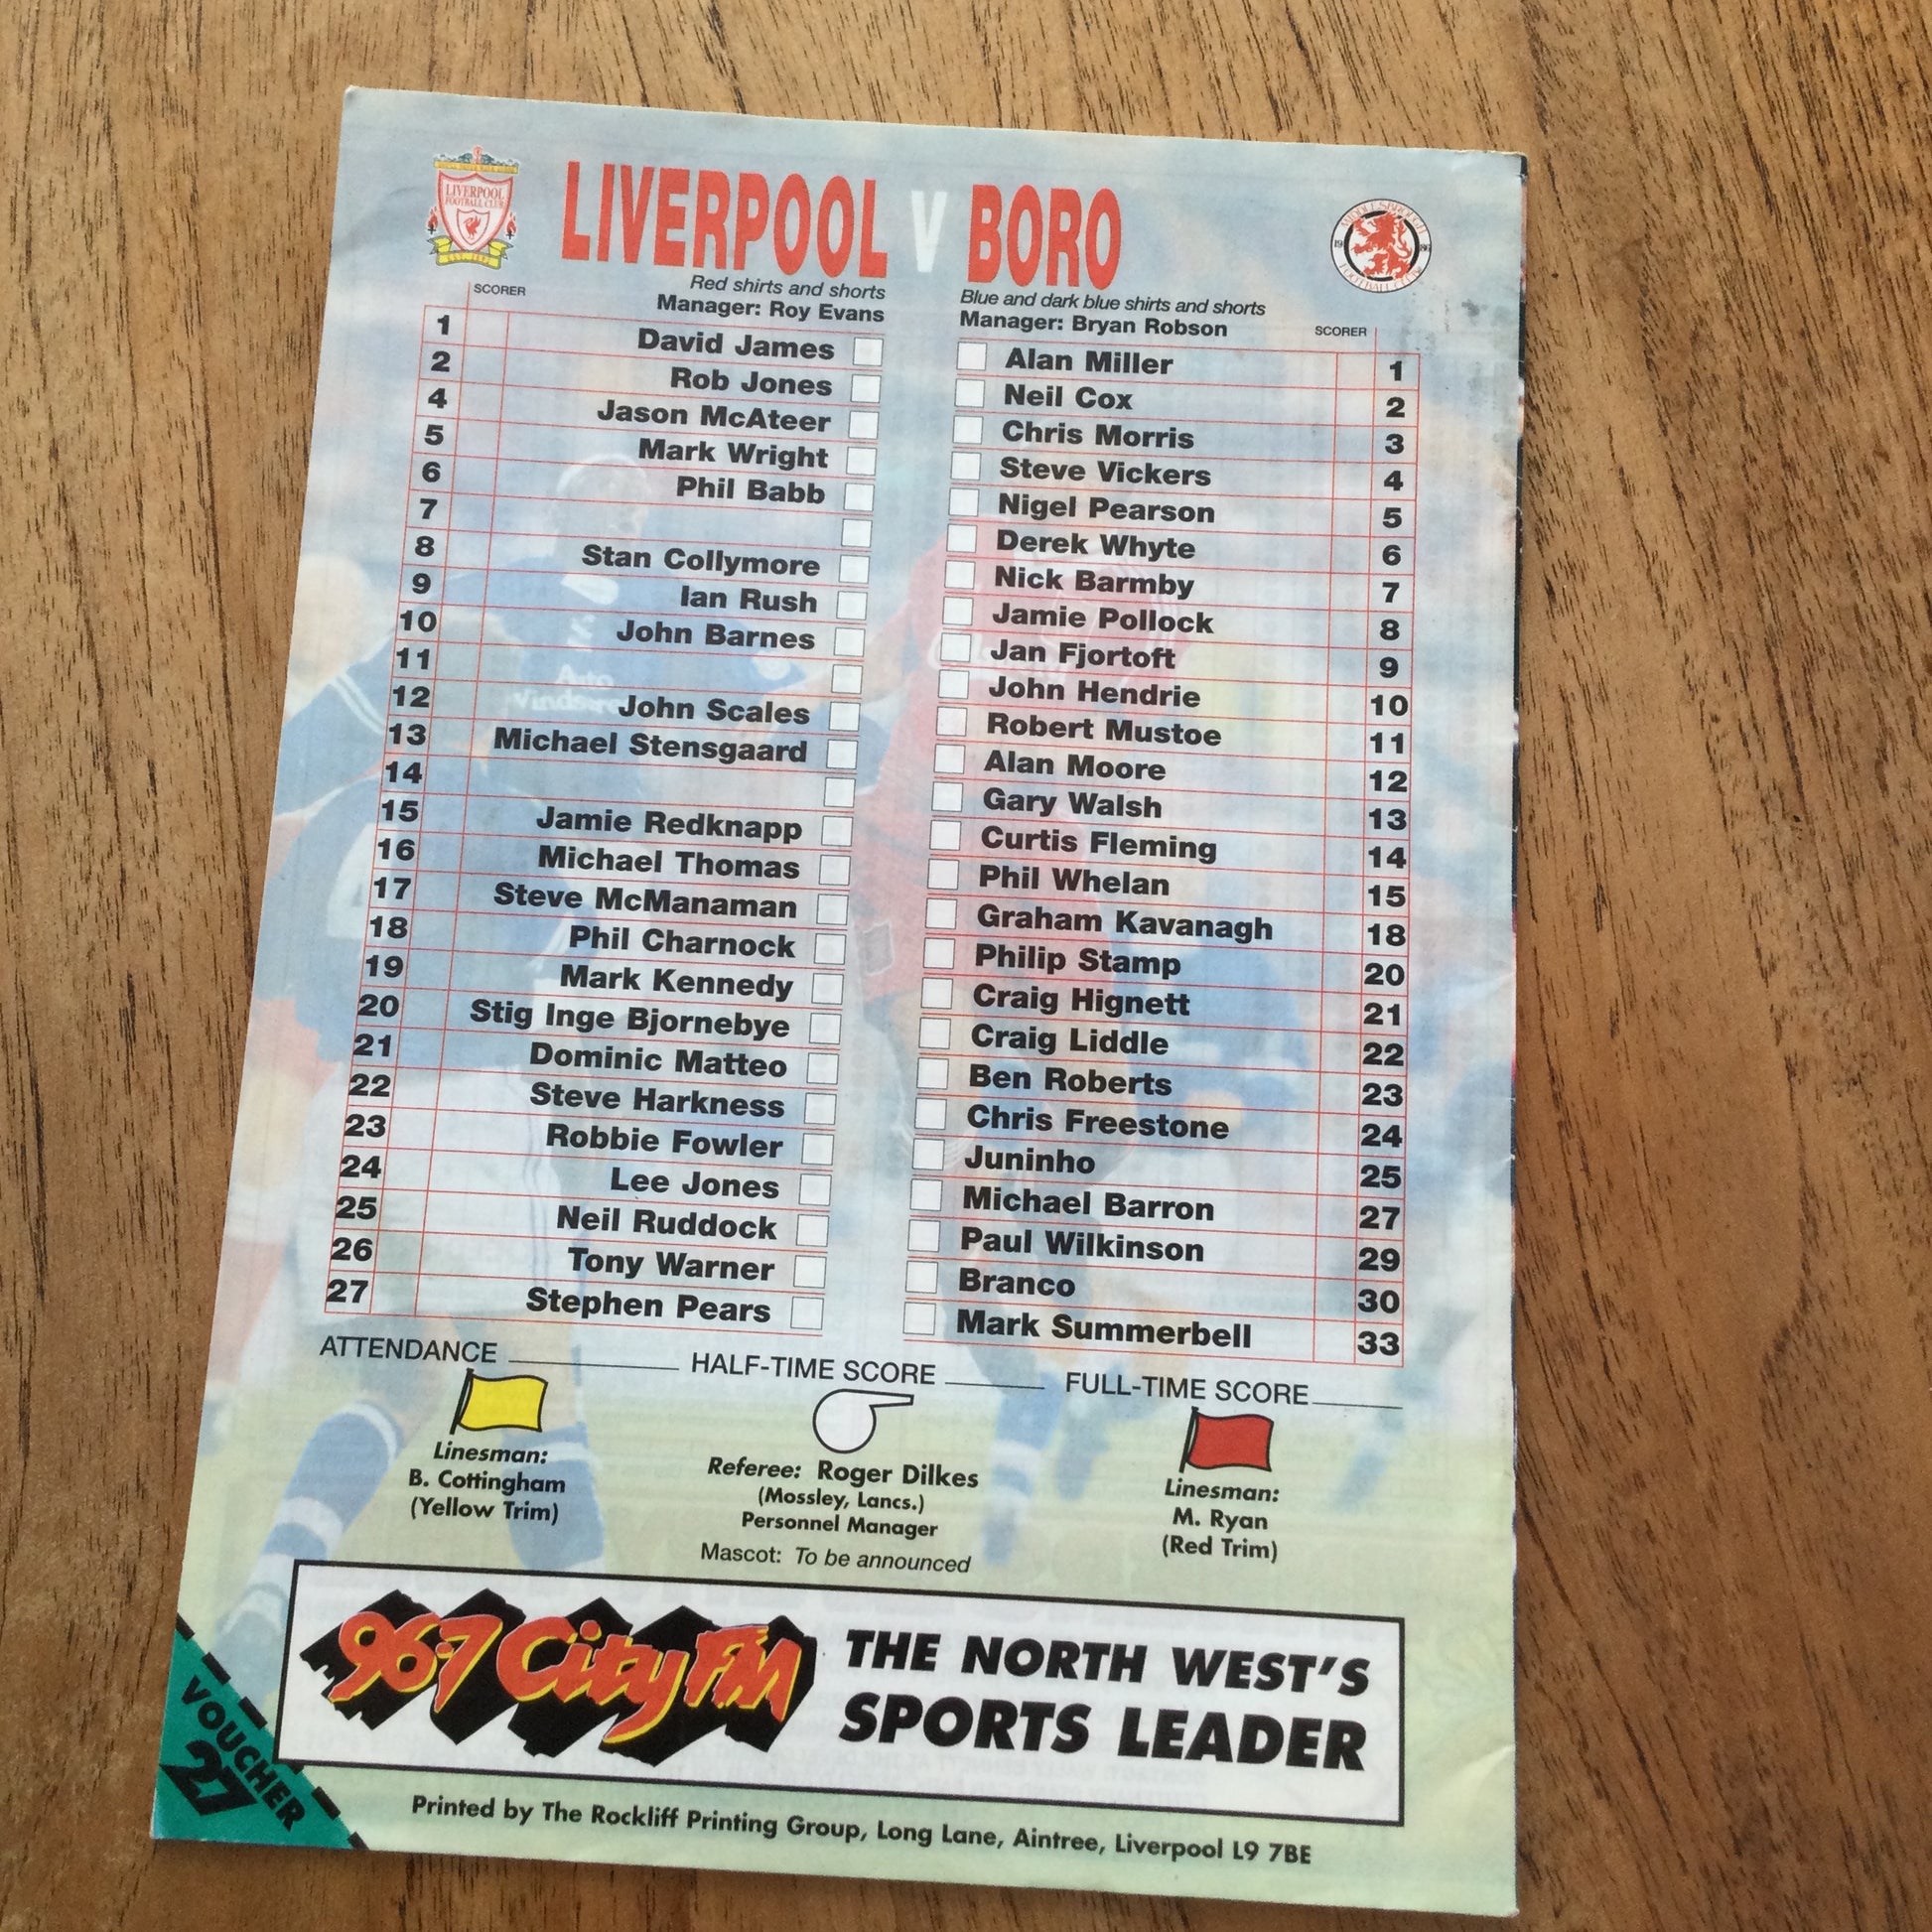 LIVERPOOL
FOOTBALL CLUB
EST. 1892
LIVERPOOL V BORO
MIDDLESBROUGH
19 86
FOOTBALL CLUB
Red shirts and shorts
Manager: Roy Evans
Blue and dark blue shirts and shorts
Manager: Bryan Robson
SCORER
SCORER
1 David James
2 Rob Jones
4 Jason McAteer
5 Mark Wright
6 Phil Babb
7
8 Stan Collymore
9 Ian Rush
10 John Barnes
11
12 John Scales
13 Michael Stensgaard
14
15 Jamie Redknapp
16 Michael Thomas
17 Steve McManaman
18 Phil Charnock
19 Mark Kennedy
20 Stig Inge Bjornebye
21 Dominic Matteo
22 Steve Harkness
23 Robbie Fowler
24 Lee Jones
25 Neil Ruddock
26 Tony Warner
27 Stephen Pears
Alan Miller 1
Neil Cox 2
Chris Morris 3
Steve Vickers 4
Nigel Pearson 5
Derek Whyte 6
Nick Barmby 7
Jamie Pollock 8
Jan Fjortoft 9
John Hendrie 10
Robert Mustoe 11
Alan Moore 12
Gary Walsh 13
Curtis Fleming 14
Phil Whelan 15
Graham Kavanagh 18
Philip Stamp 20
Craig Hignett 21
Craig Liddle 22
Ben Roberts 23
Chris Freestone 24
Juninho 25
Michael Barron 27
Paul Wilkinson 29
Branco 30
Mark Summerbell 33
ATTENDANCE HALF-TIME SCORE FULL-TIME SCORE
Linesman:
B. Cottingham
(Yellow Trim)
Referee: Roger Dilkes
(Mossley, Lancs.)
Personnel Manager
Mascot: To be announced
Linesman:
M. Ryan
(Red Trim)
96.7 City FM
THE NORTH WEST'S
SPORTS LEADER
VOUCHER
27
Printed by The Rockliff Printing Group, Long Lane, Aintree, Liverpool L9 7BE